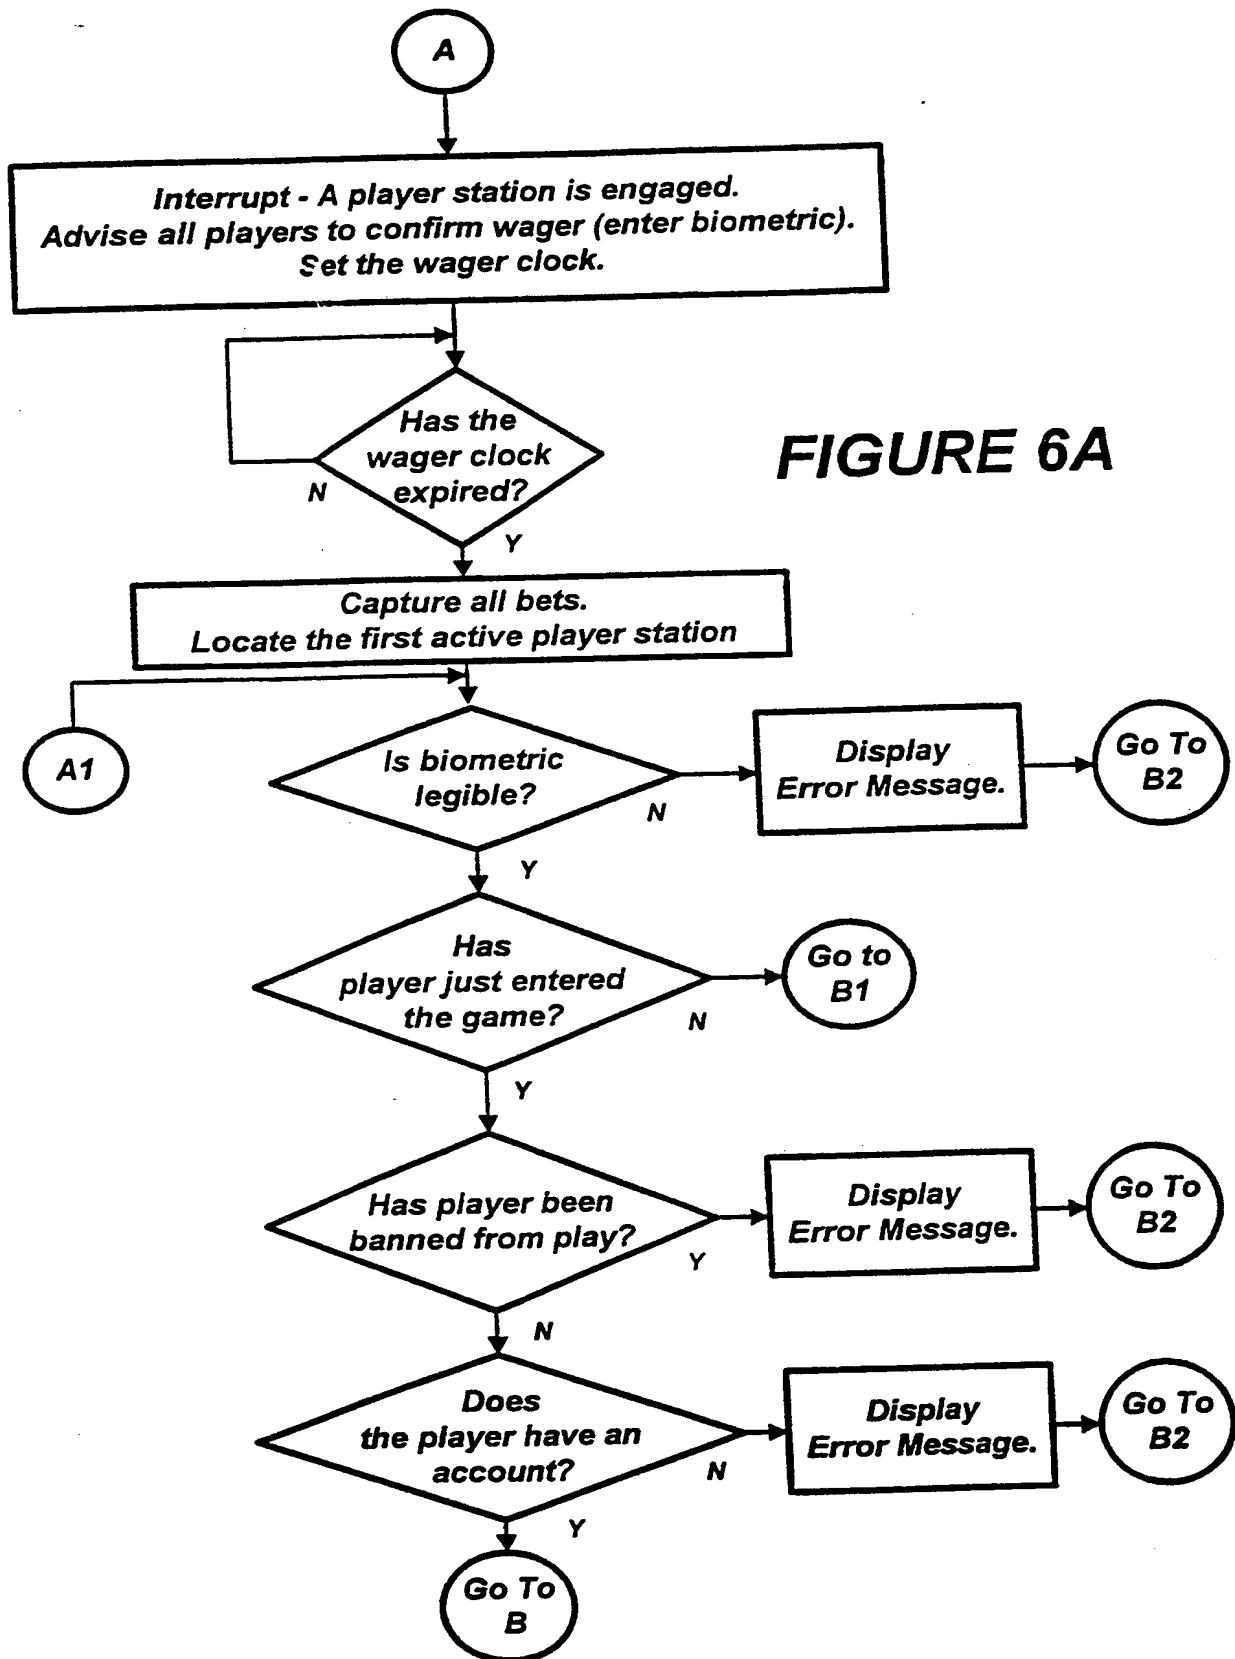 A
Interrupt - A player station is engaged.
Advise all players to confirm wager (enter biometric).
Set the wager clock.
Has the
wager clock
expired?
N
Y
FIGURE 6A
Capture all bets.
Locate the first active player station
A1
Is biometric
legible?
N
Display
Error Message.
Go To
B2
Y
Has
player just entered
the game?
N
Go to
B1
Y
Has player been
banned from play?
Y
Display
Error Message.
Go To
B2
N
Does
the player have an
account?
N
Display
Error Message.
Go To
B2
Y
Go To
B